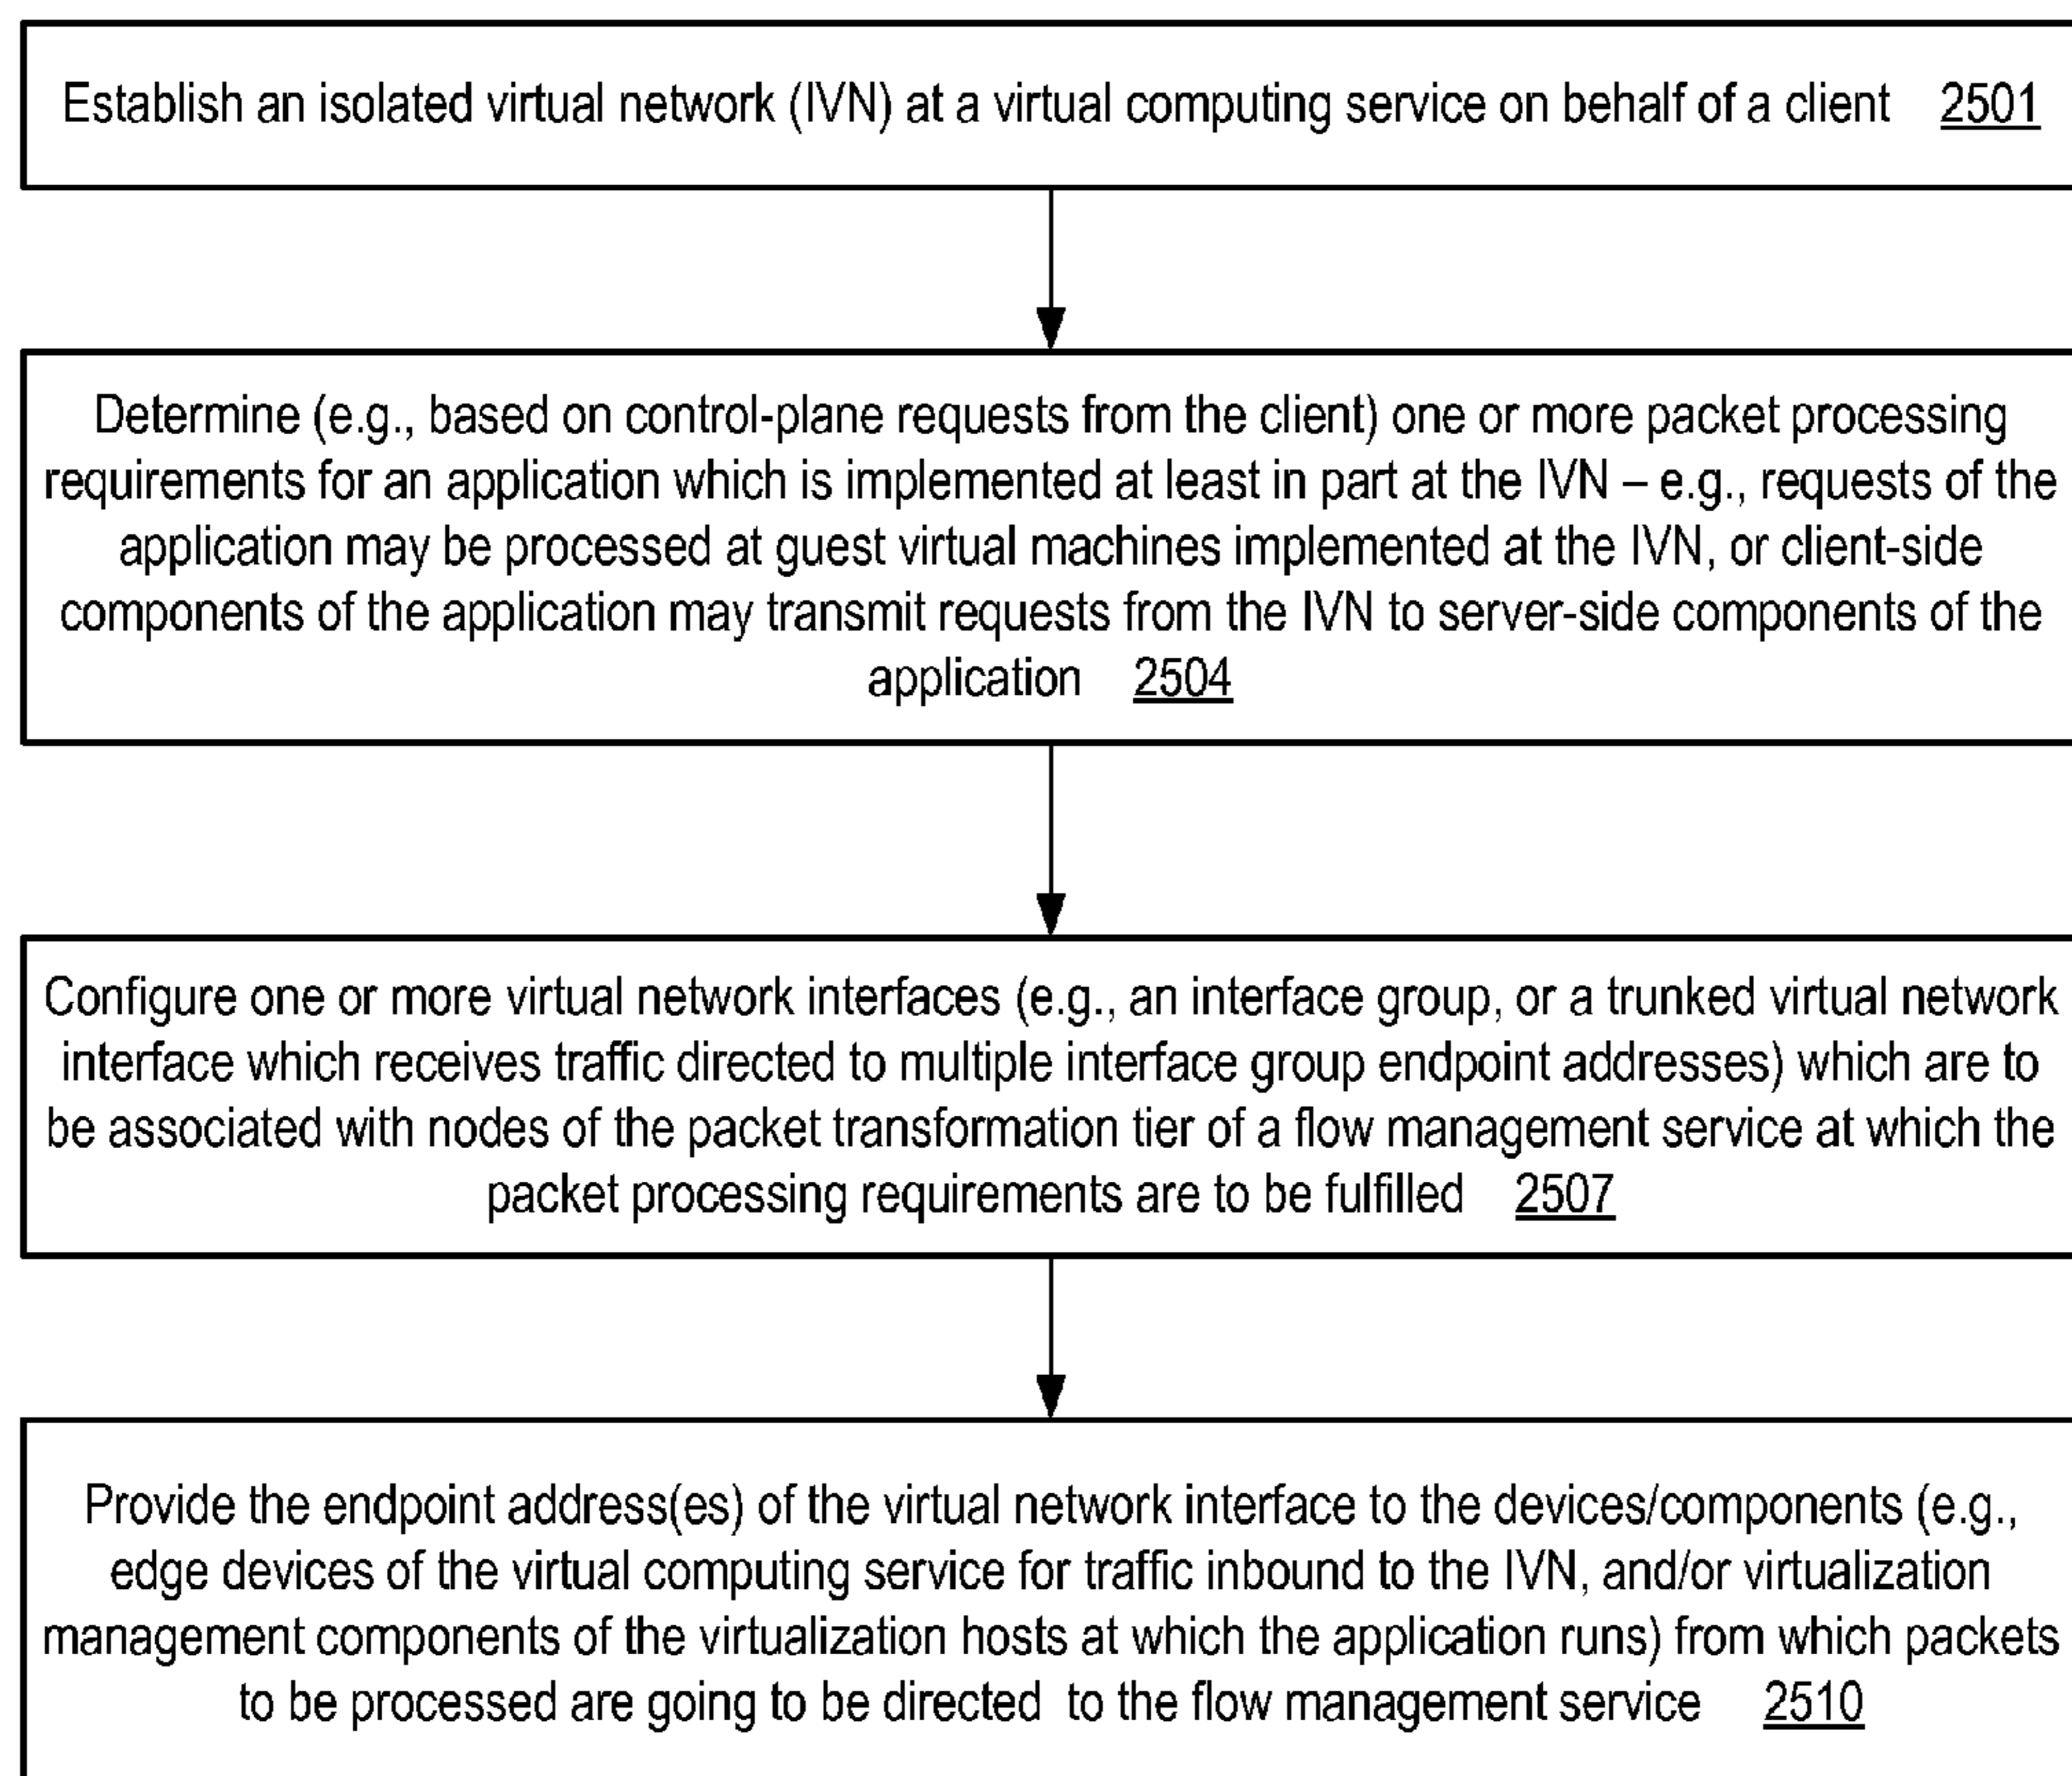 Establish an isolated virtual network (IVN) at a virtual computing service on behalf of a client 2501
Determine (e.g., based on control-plane requests from the client) one or more packet processing
requirements for an application which is implemented at least in part at the IVN – e.g., requests of the
application may be processed at guest virtual machines implemented at the IVN, or client-side
components of the application may transmit requests from the IVN to server-side components of the
application 2504
Configure one or more virtual network interfaces (e.g., an interface group, or a trunked virtual network
interface which receives traffic directed to multiple interface group endpoint addresses) which are to
be associated with nodes of the packet transformation tier of a flow management service at which the
packet processing requirements are to be fulfilled 2507
Provide the endpoint address(es) of the virtual network interface to the devices/components (e.g.,
edge devices of the virtual computing service for traffic inbound to the IVN, and/or virtualization
management components of the virtualization hosts at which the application runs) from which packets
to be processed are going to be directed to the flow management service 2510